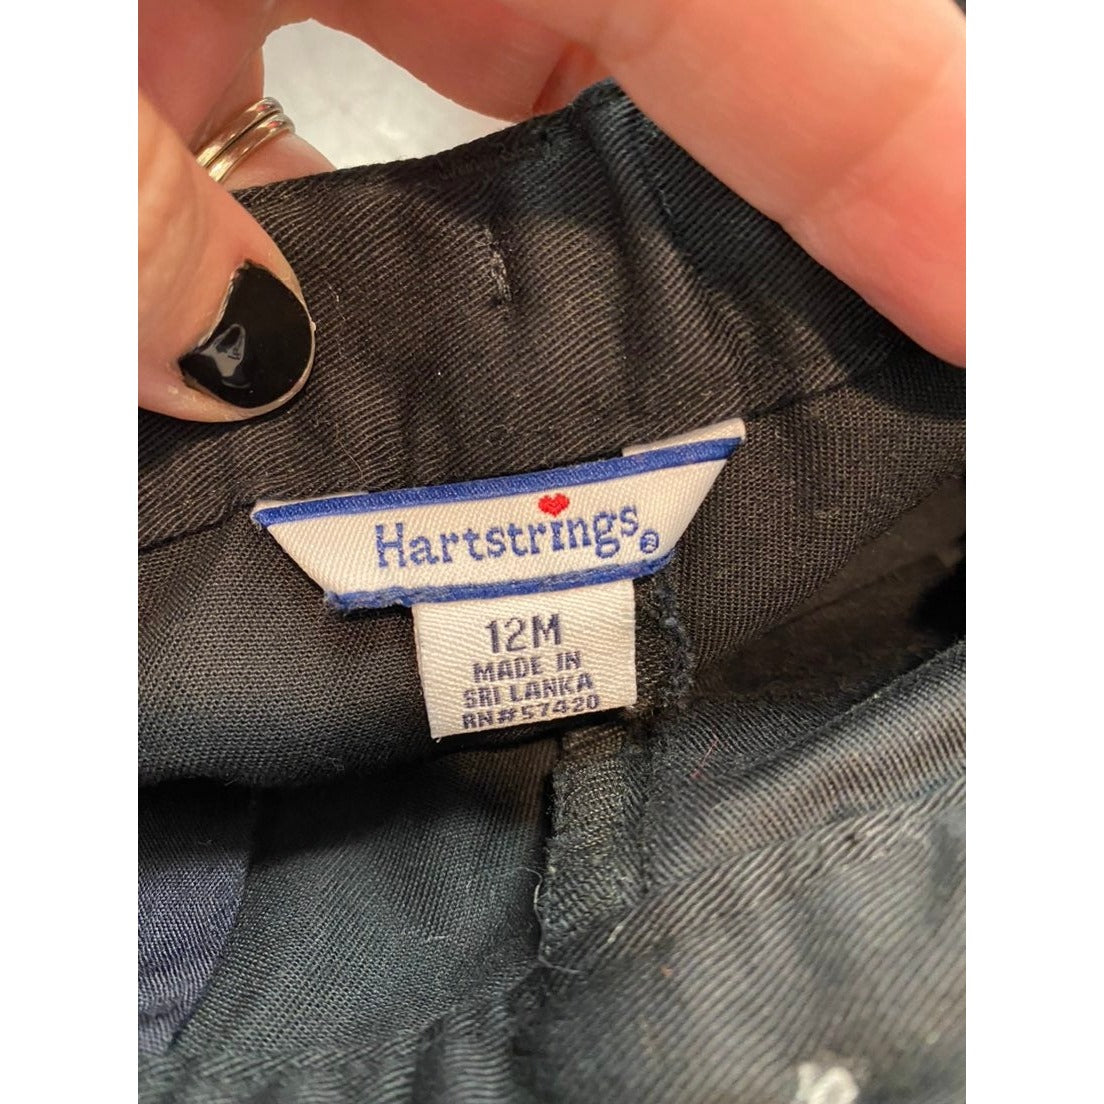 Hartstrings®
12M
MADE IN
SRI LANKA
RN#57420